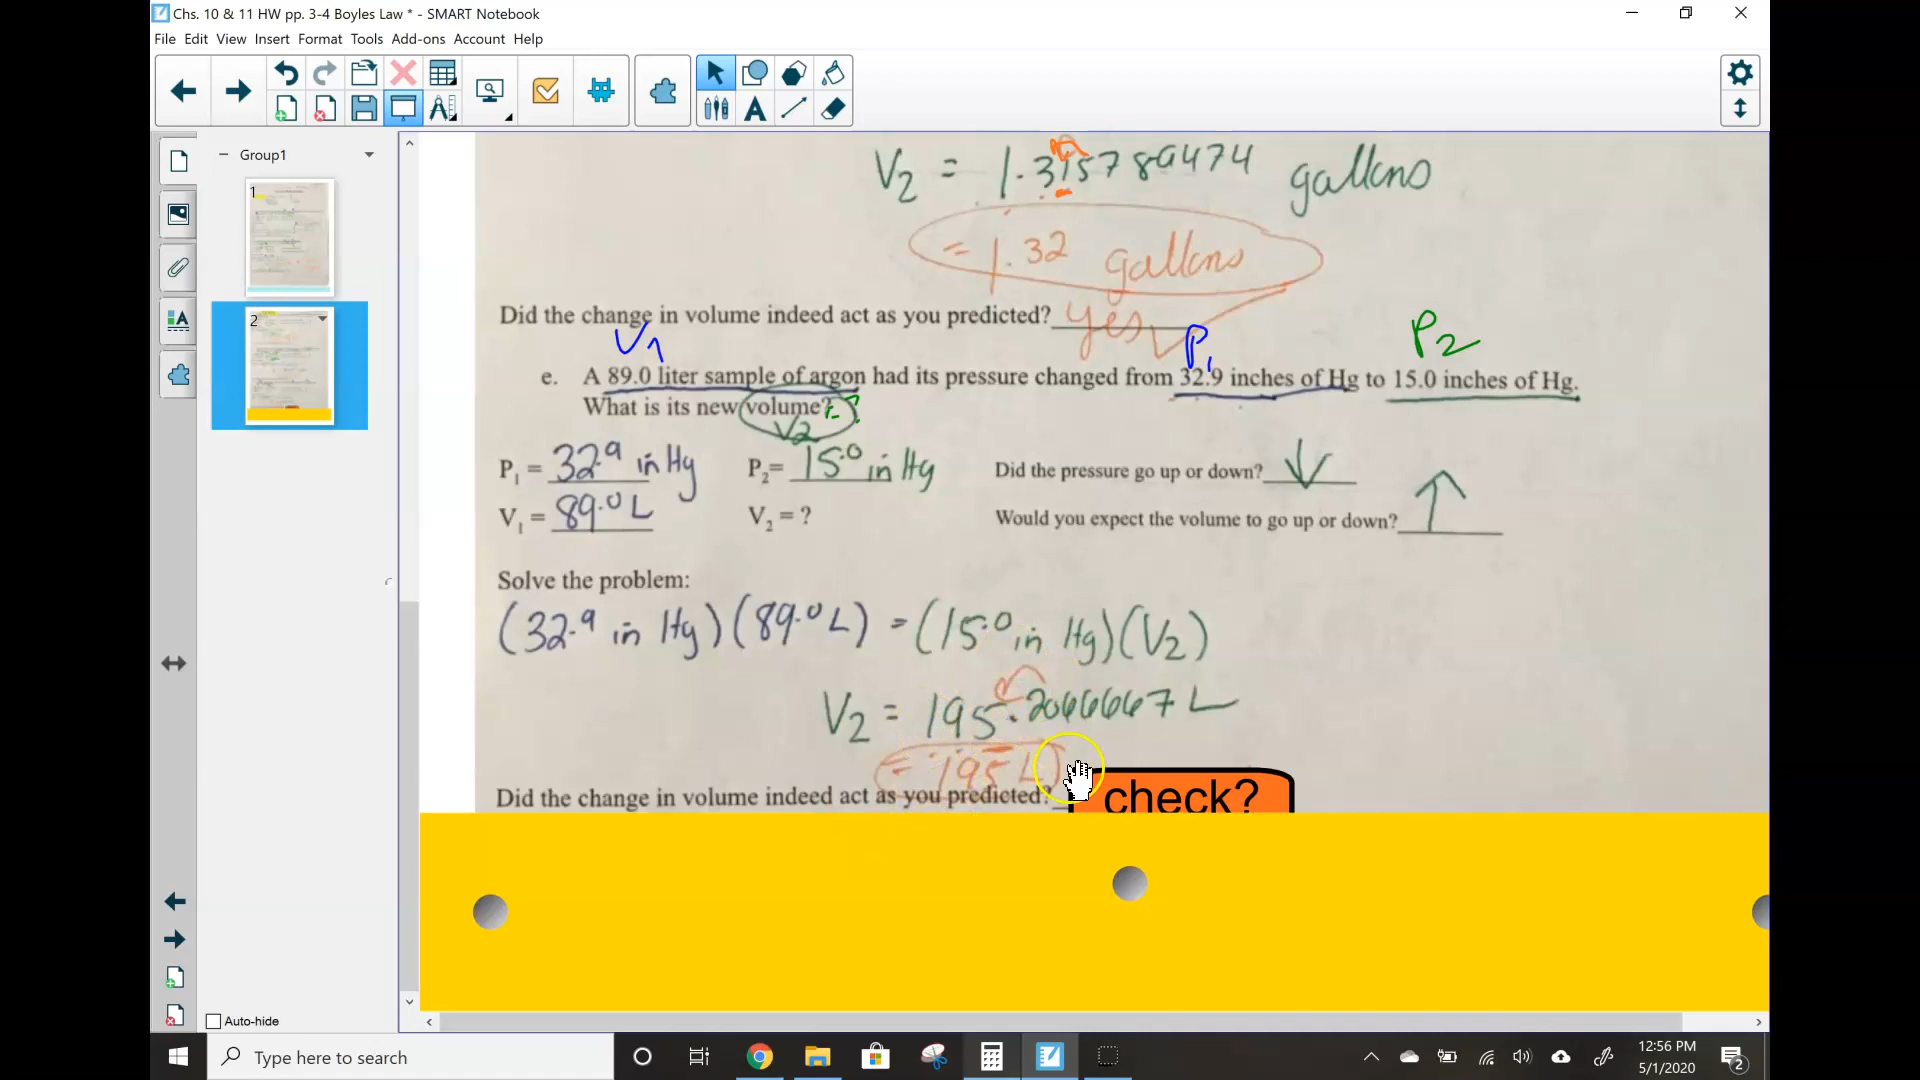 Chs. 10 & 11 HW pp. 3-4 Boyles Law * - SMART Notebook
File Edit View Insert Format Tools Add-ons Account Help
Group1
1
2
V2 = 1.315789474 gallons
= 1.32 gallons
Did the change in volume indeed act as you predicted? yes
V1 P1 P2
e. A 89.0 liter sample of argon had its pressure changed from 32.9 inches of Hg to 15.0 inches of Hg.
What is its new volume? = ?
V2
P1 = 32.9 in Hg P2 = 15.0 in Hg Did the pressure go up or down? ↓
V1 = 89.0 L V2 = ? Would you expect the volume to go up or down? ↑
Solve the problem:
(32.9 in Hg)(89.0 L) = (15.0 in Hg)(V2)
V2 = 195.2066667 L
= 195 L
Did the change in volume indeed act as you predicted?
check?
Auto-hide
Type here to search
12:56 PM
5/1/2020
2